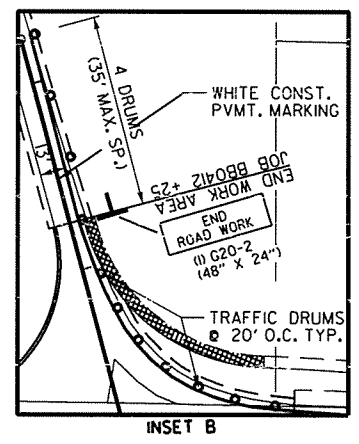 4 DRUMS
(35' MAX. SP.)
WHITE CONST.
PVMT. MARKING
13'
END WORK AREA
JOB BB0412 +25
END
ROAD WORK
(1) G20-2
(48" X 24")
TRAFFIC DRUMS
@ 20' O.C. TYP.
INSET B